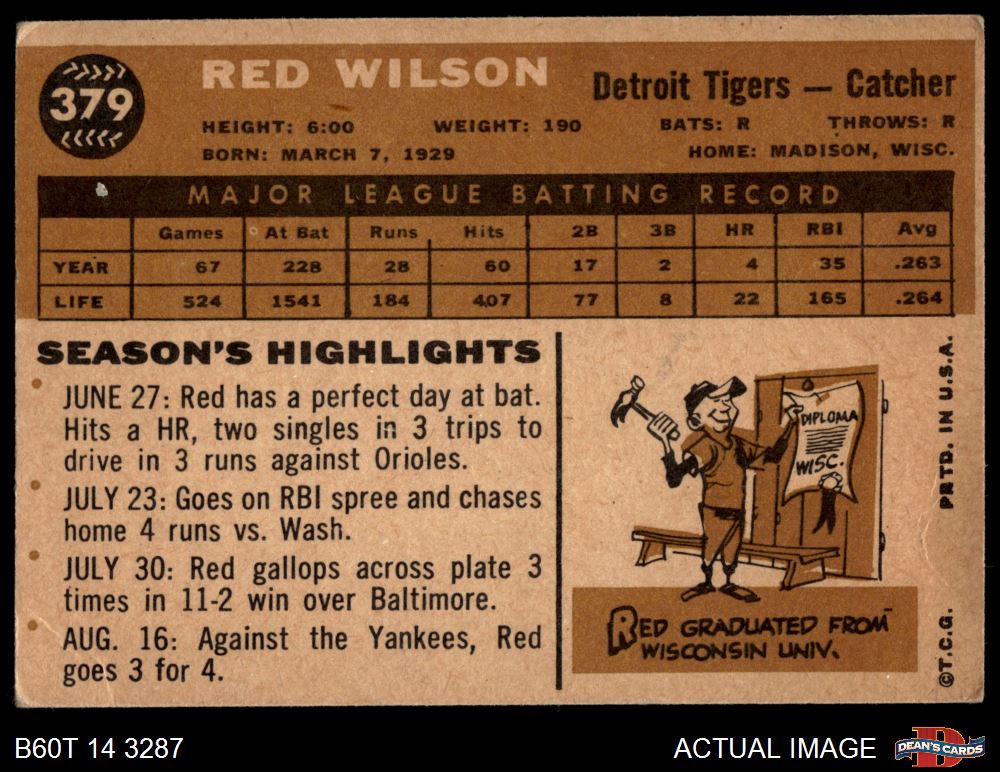 379
RED WILSON
Detroit Tigers — Catcher
HEIGHT: 6:00 WEIGHT: 190 BATS: R THROWS: R
BORN: MARCH 7, 1929 HOME: MADISON, WISC.
MAJOR LEAGUE BATTING RECORD
Games At Bat Runs Hits 2B 3B HR RBI Avg
YEAR 67 228 28 60 17 2 4 35 .263
LIFE 524 1541 184 407 77 8 22 165 .264
SEASON'S HIGHLIGHTS
JUNE 27: Red has a perfect day at bat.
Hits a HR, two singles in 3 trips to
drive in 3 runs against Orioles.
JULY 23: Goes on RBI spree and chases
home 4 runs vs. Wash.
JULY 30: Red gallops across plate 3
times in 11-2 win over Baltimore.
AUG. 16: Against the Yankees, Red
goes 3 for 4.
DIPLOMA
WISC.
RED GRADUATED FROM
WISCONSIN UNIV.
©T.C.G. PRTD. IN U.S.A.
B60T 14 3287
ACTUAL IMAGE
D
DEAN'S CARDS